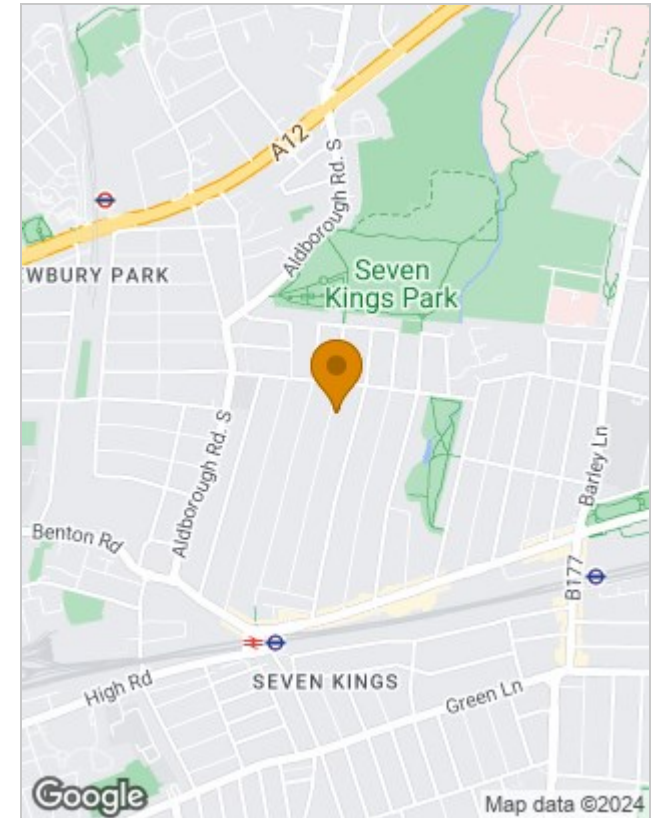 A12
Aldborough Rd. S
EWBURY PARK
Seven
Kings Park
Aldborough Rd. S
Barley Ln
Benton Rd
B177
SEVEN KINGS
High Rd
Green Ln
Google
Map data ©2024